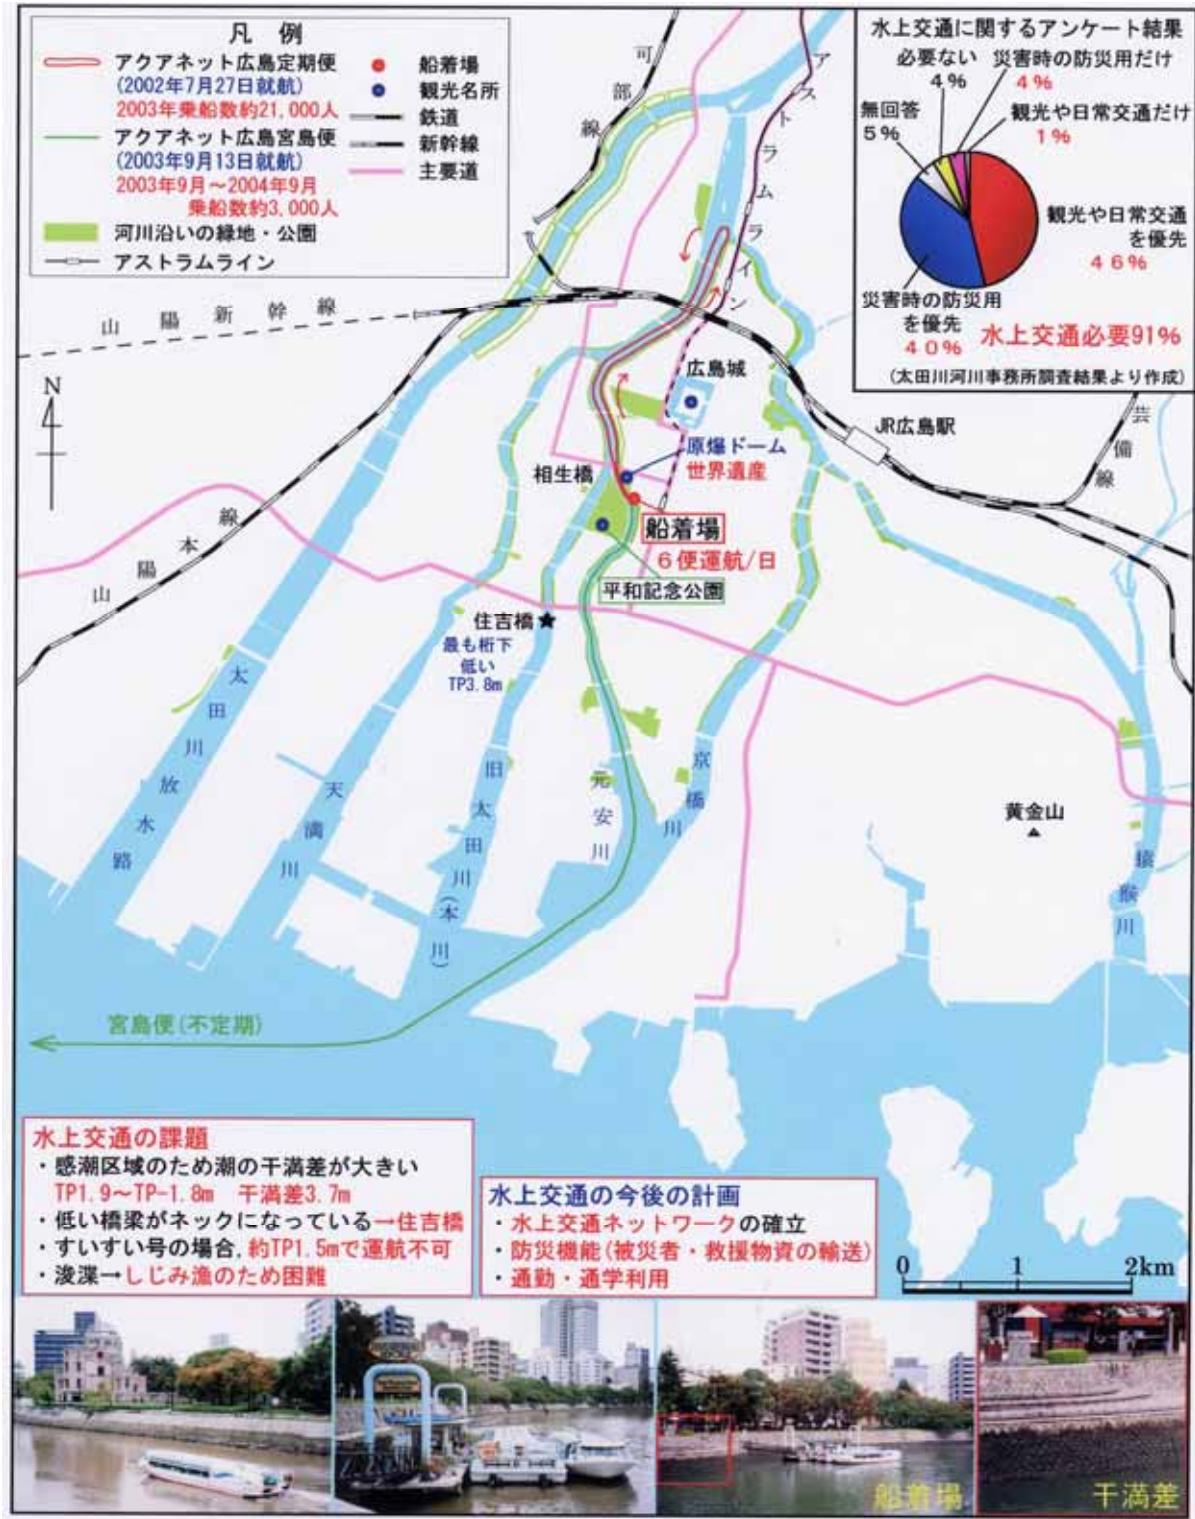 凡 例
アクアネット広島定期便
(2002年7月27日就航)
2003年乗船数約21,000人
アクアネット広島宮島便
(2003年9月13日就航)
2003年9月～2004年9月
乗船数約3,000人
河川沿いの緑地・公園
アストラムライン
船着場
観光名所
鉄道
新幹線
主要道
可部線
アストラムライン
水上交通に関するアンケート結果
必要ない
4%
災害時の防災用だけ
4%
無回答
5%
観光や日常交通だけ
1%
観光や日常交通
を優先
46%
災害時の防災用
を優先
40%
水上交通必要91%
(太田川河川事務所調査結果より作成)
山陽新幹線
N
広島城
JR広島駅
芸備線
原爆ドーム
世界遺産
相生橋
船着場
6便運航/日
平和記念公園
山陽本線
住吉橋
最も桁下
低い
TP3.8m
太田川放水路
天満川
旧太田川(本川)
元安川
京橋川
黄金山
猿猴川
宮島便(不定期)
水上交通の課題
・感潮区域のため潮の干満差が大きい
TP1.9～TP-1.8m 干満差3.7m
・低い橋梁がネックになっている→住吉橋
・すいすい号の場合,約TP1.5mで運航不可
・浚渫→しじみ漁のため困難
水上交通の今後の計画
・水上交通ネットワークの確立
・防災機能(被災者・救援物資の輸送)
・通勤・通学利用
0 1 2km
船着場
干満差